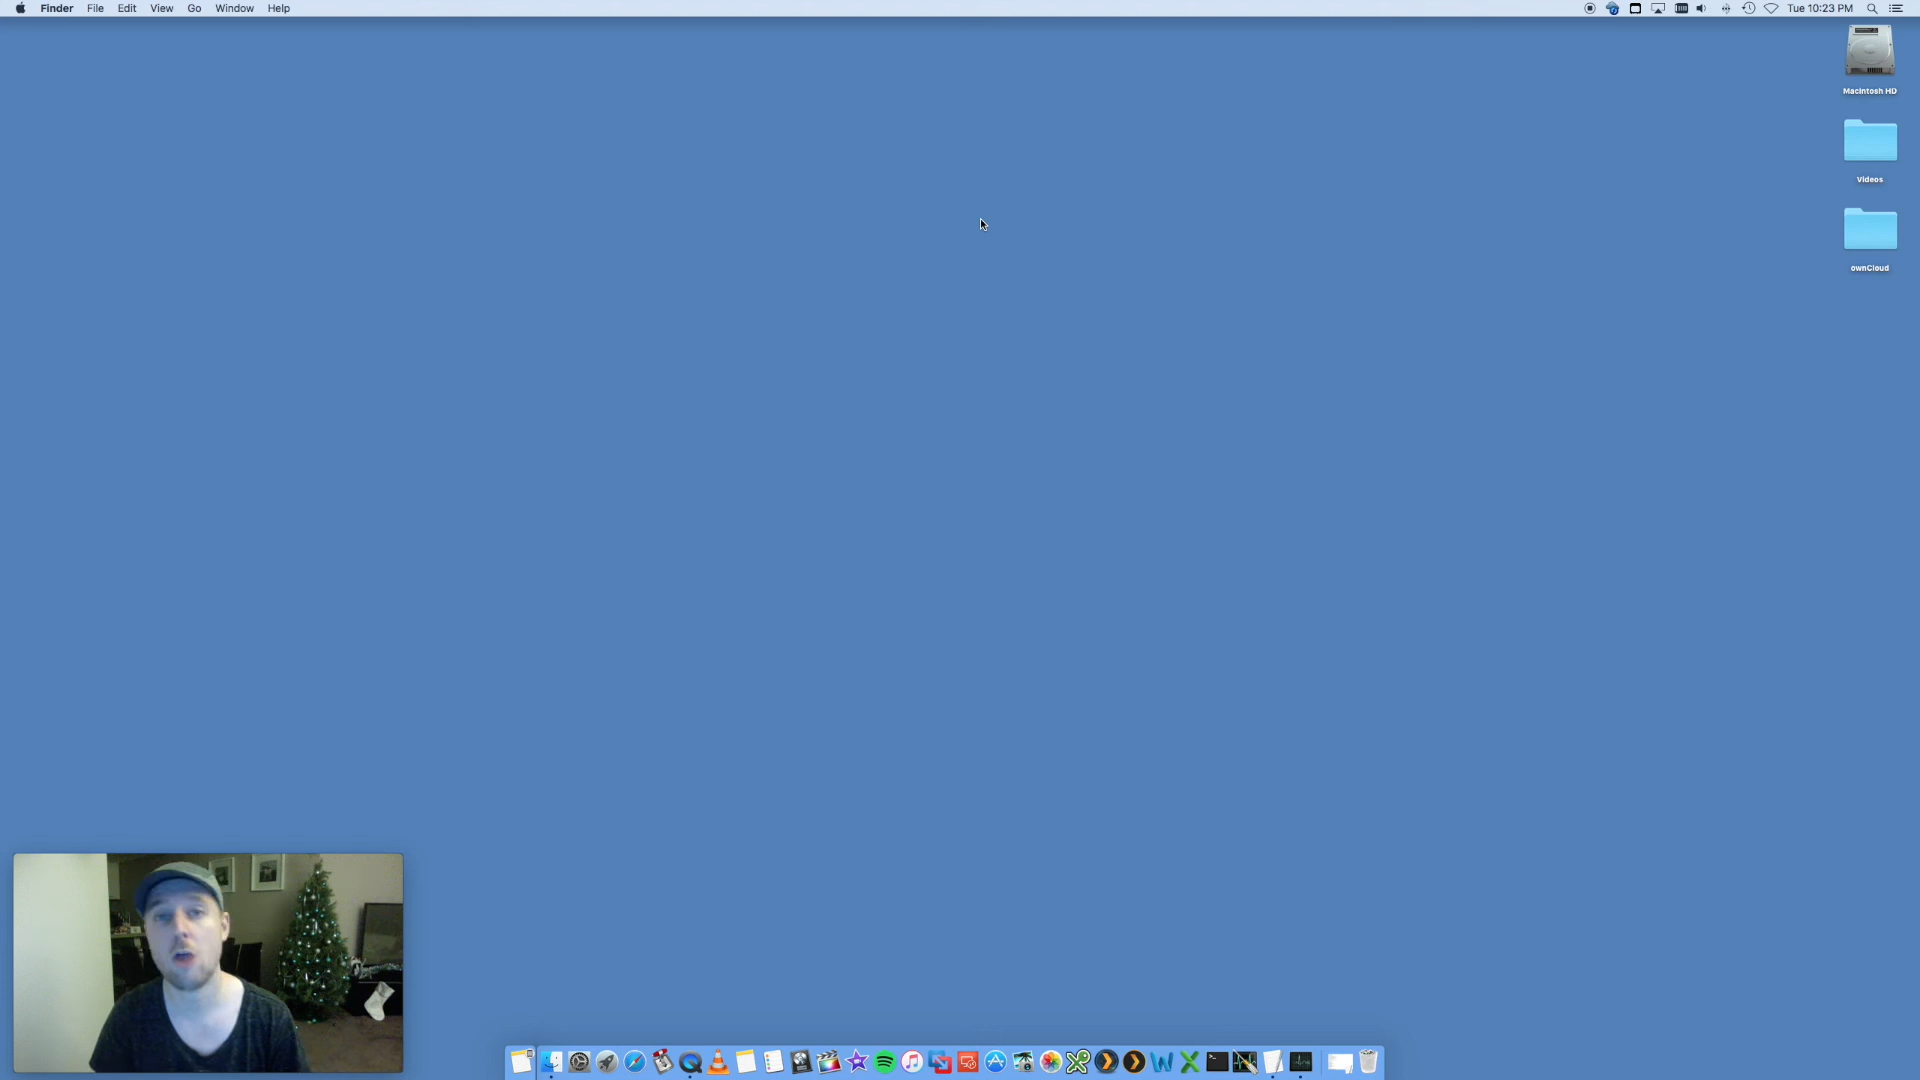 Finder File Edit View Go Window Help
Tue 10:23 PM
Macintosh HD
Videos
ownCloud